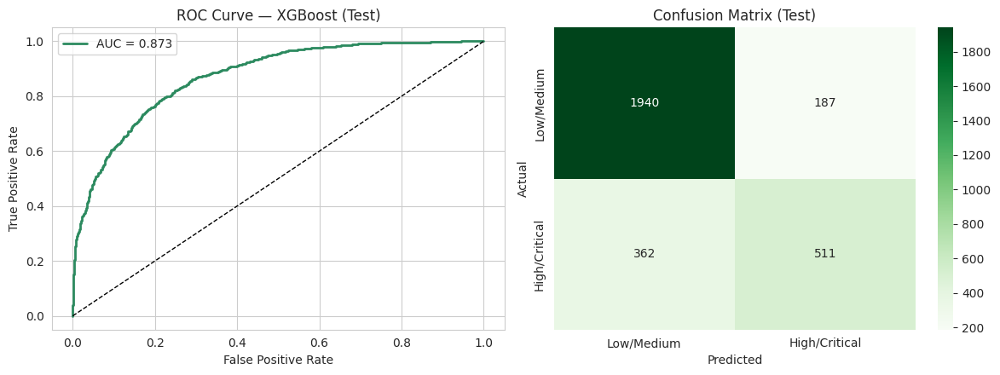 ROC Curve — XGBoost (Test)
AUC = 0.873
True Positive Rate
1.0
0.8
0.6
0.4
0.2
0.0
0.0 0.2 0.4 0.6 0.8 1.0
False Positive Rate
Confusion Matrix (Test)
Actual
Low/Medium
High/Critical
1940 187
362 511
Low/Medium High/Critical
Predicted
1800
1600
1400
1200
1000
800
600
400
200